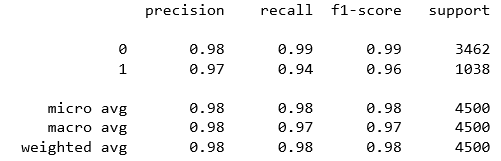 precision recall f1-score support
0 0.98 0.99 0.99 3462
1 0.97 0.94 0.96 1038
micro avg 0.98 0.98 0.98 4500
macro avg 0.98 0.97 0.97 4500
weighted avg 0.98 0.98 0.98 4500